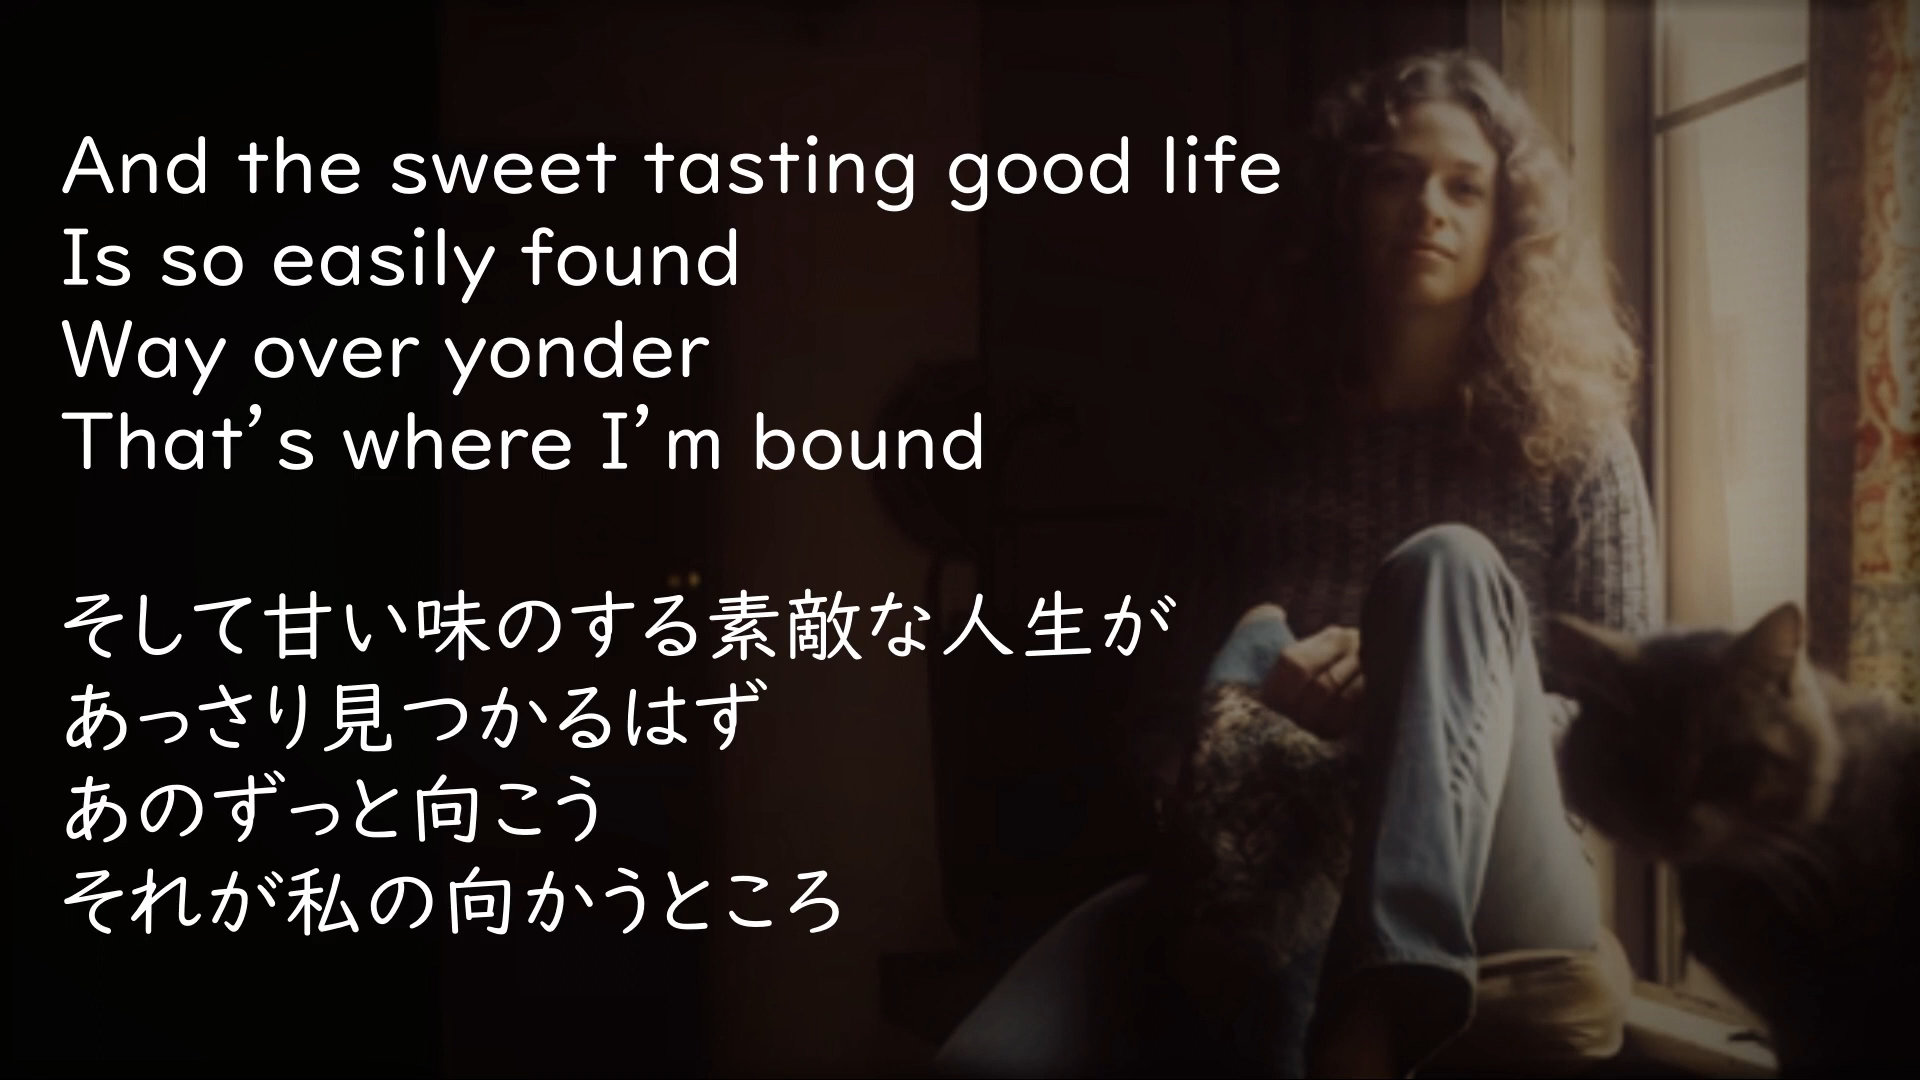 And the sweet tasting good life
Is so easily found
Way over yonder
That’s where I’m bound
そして甘い味のする素敵な人生が
あっさり見つかるはず
あのずっと向こう
それが私の向かうところ